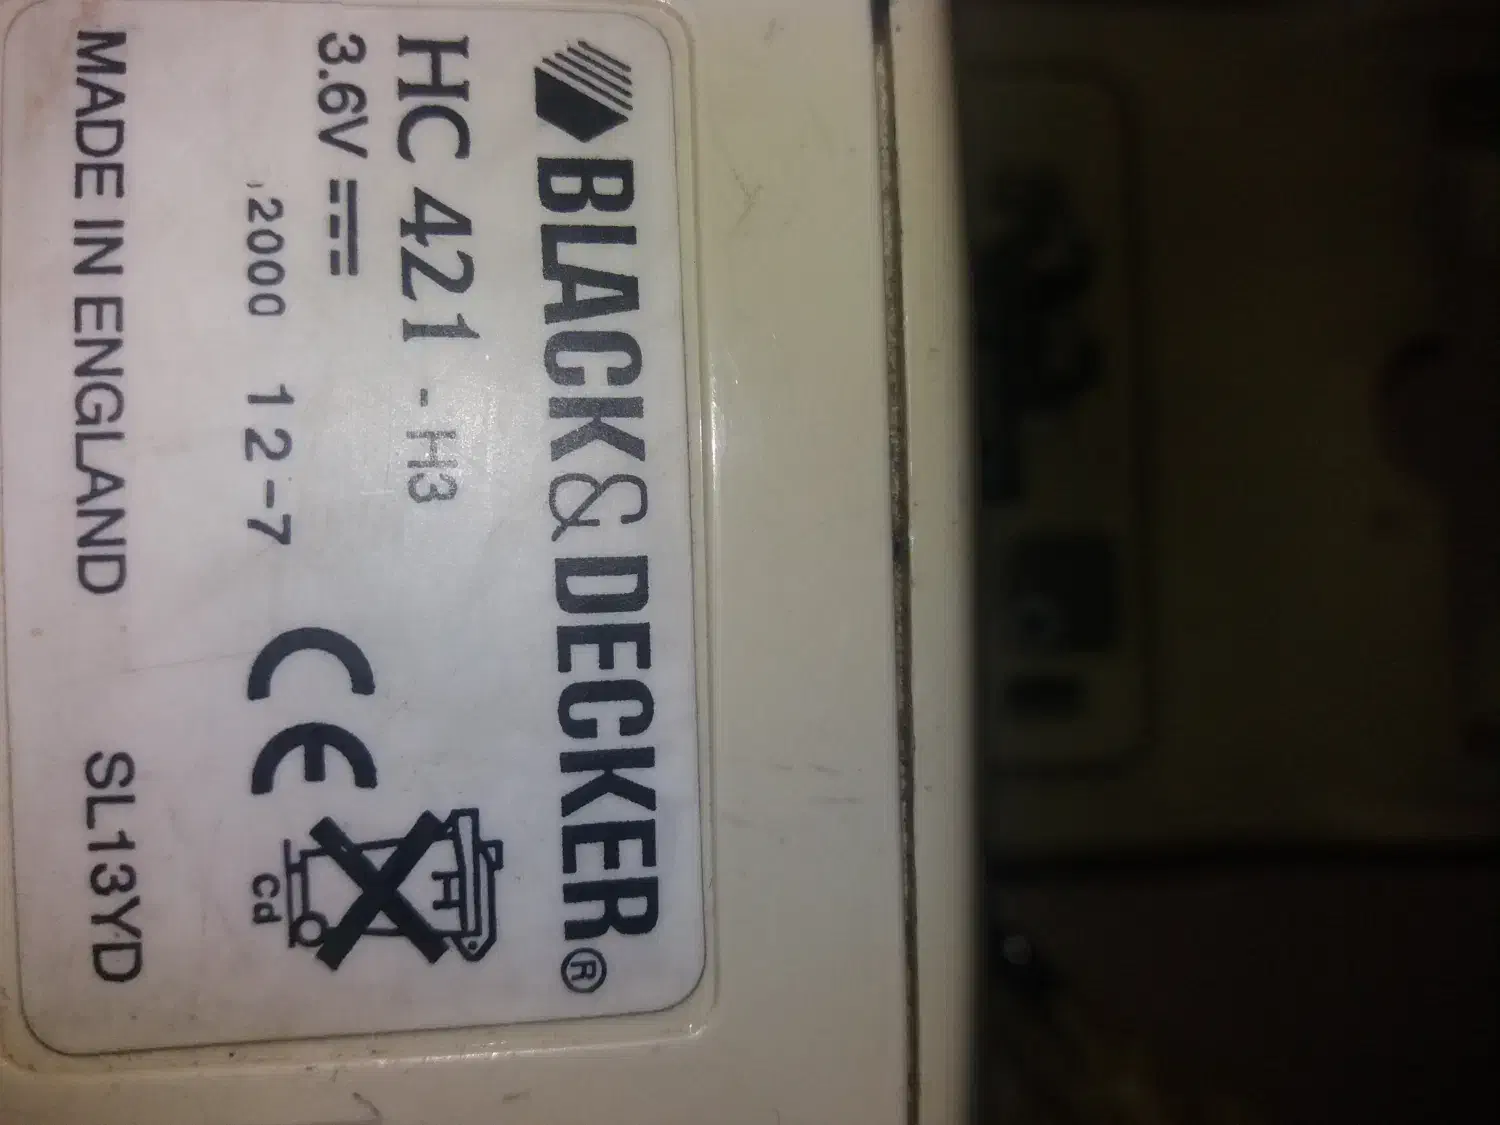 BLACK & DECKER®
HC 421 - H3
3.6V
2000 12-7
CE
Cd
MADE IN ENGLAND SL13YD